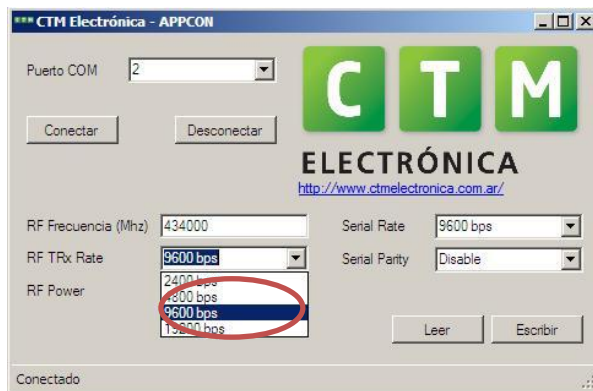 *** CTM Electrónica - APPCON
Puerto COM 2
Conectar Desconectar
C T M
ELECTRÓNICA
http://www.ctmelectronica.com.ar/
RF Frecuencia (Mhz) 434000 Serial Rate 9600 bps
RF TRx Rate 9600 bps Serial Parity Disable
RF Power
2400 bps
4800 bps
9600 bps
19200 bps
Leer Escribir
Conectado